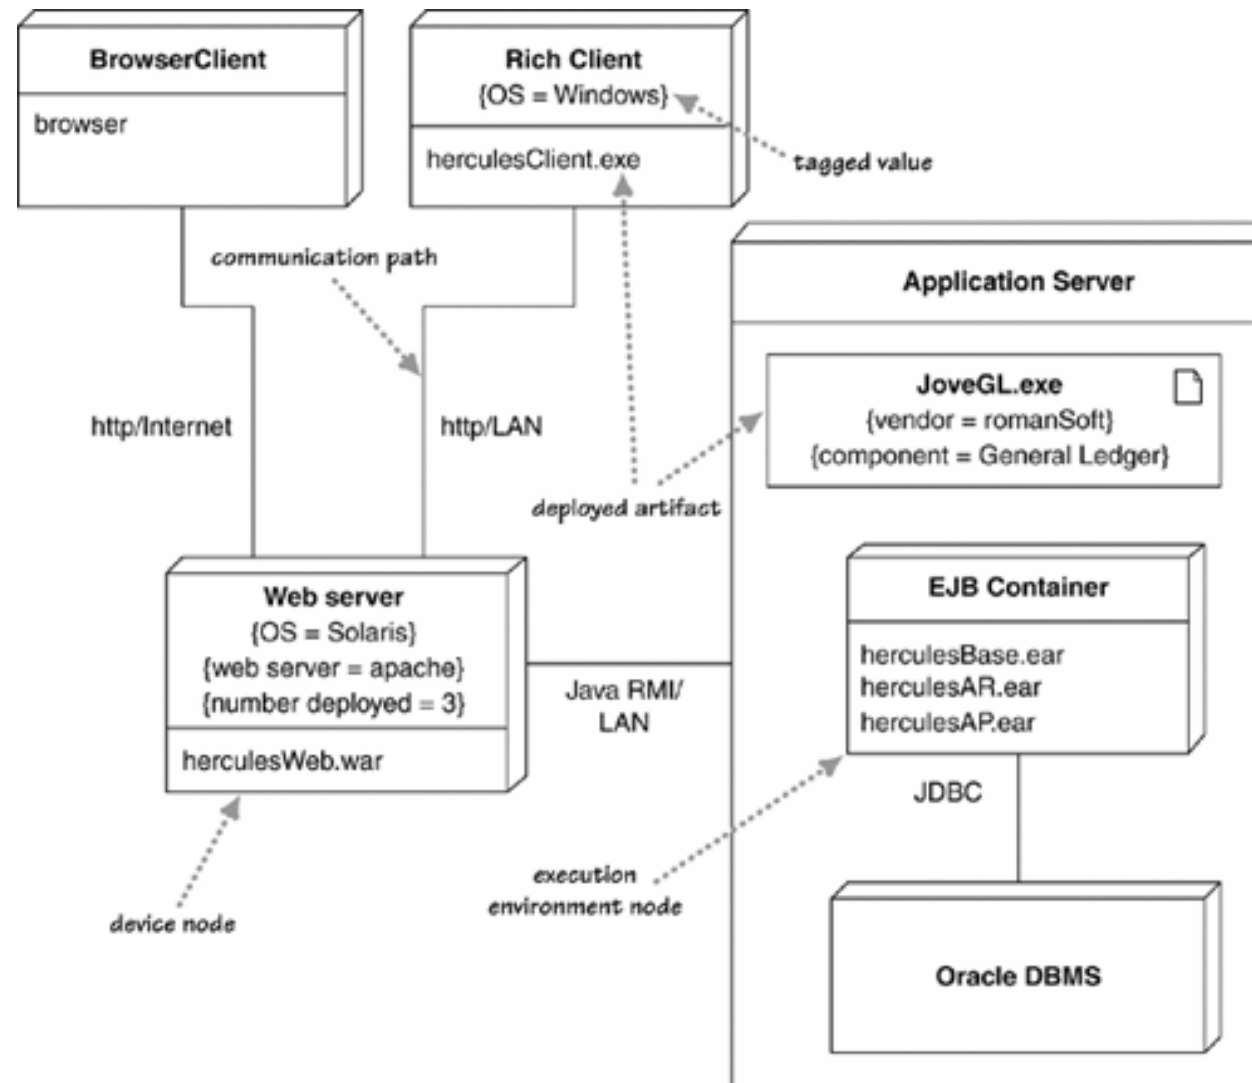 BrowserClient
browser
Rich Client
{OS = Windows}
herculesClient.exe
tagged value
communication path
http/Internet
http/LAN
deployed artifact
Application Server
JoveGL.exe
{vendor = romanSoft}
{component = General Ledger}
EJB Container
herculesBase.ear
herculesAR.ear
herculesAP.ear
JDBC
Oracle DBMS
Web server
{OS = Solaris}
{web server = apache}
{number deployed = 3}
herculesWeb.war
Java RMI/
LAN
device node
execution
environment node